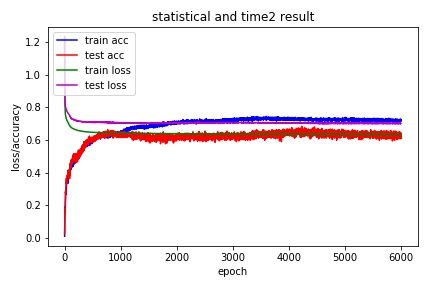 statistical and time2 result
train acc
test acc
train loss
test loss
loss/accuracy
1.2
1.0
0.8
0.6
0.4
0.2
0.0
0 1000 2000 3000 4000 5000 6000
epoch